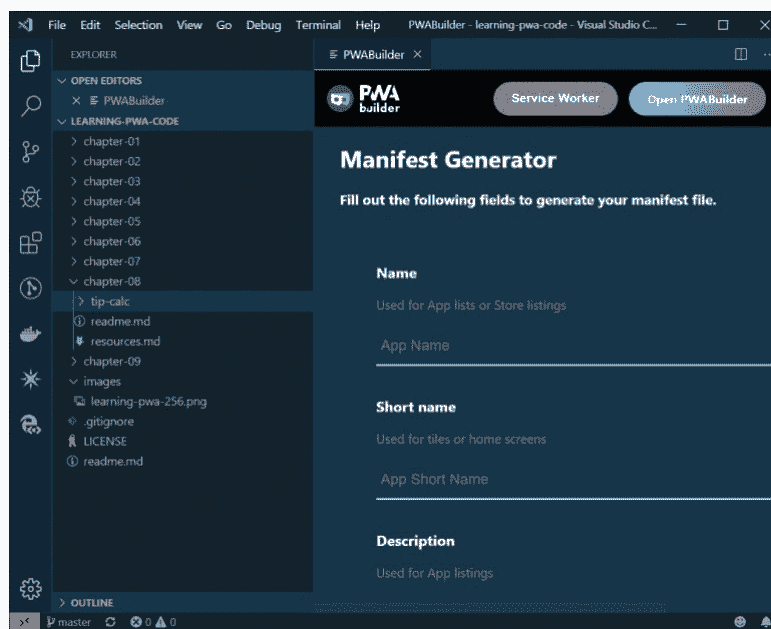 File Edit Selection View Go Debug Terminal Help PWABuilder - learning-pwa-code - Visual Studio C...
EXPLORER
OPEN EDITORS
PWABuilder
LEARNING-PWA-CODE
chapter-01
chapter-02
chapter-03
chapter-04
chapter-05
chapter-06
chapter-07
chapter-08
tip-calc
readme.md
resources.md
chapter-09
images
learning-pwa-256.png
.gitignore
LICENSE
readme.md
OUTLINE
PWABuilder
PWA
builder
Service Worker
Open PWABuilder
Manifest Generator
Fill out the following fields to generate your manifest file.
Name
Used for App lists or Store listings
App Name
Short name
Used for tiles or home screens
App Short Name
Description
Used for App listings
master 0 0